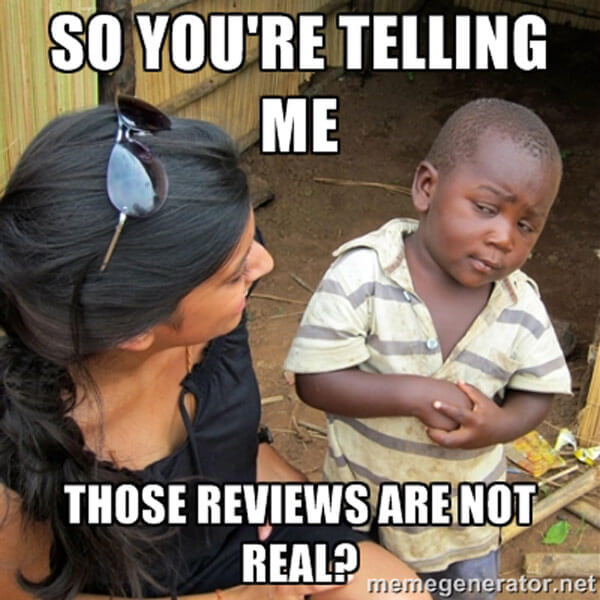 SO YOU'RE TELLING
ME
THOSE REVIEWS ARE NOT
REAL?
memegenerator.net